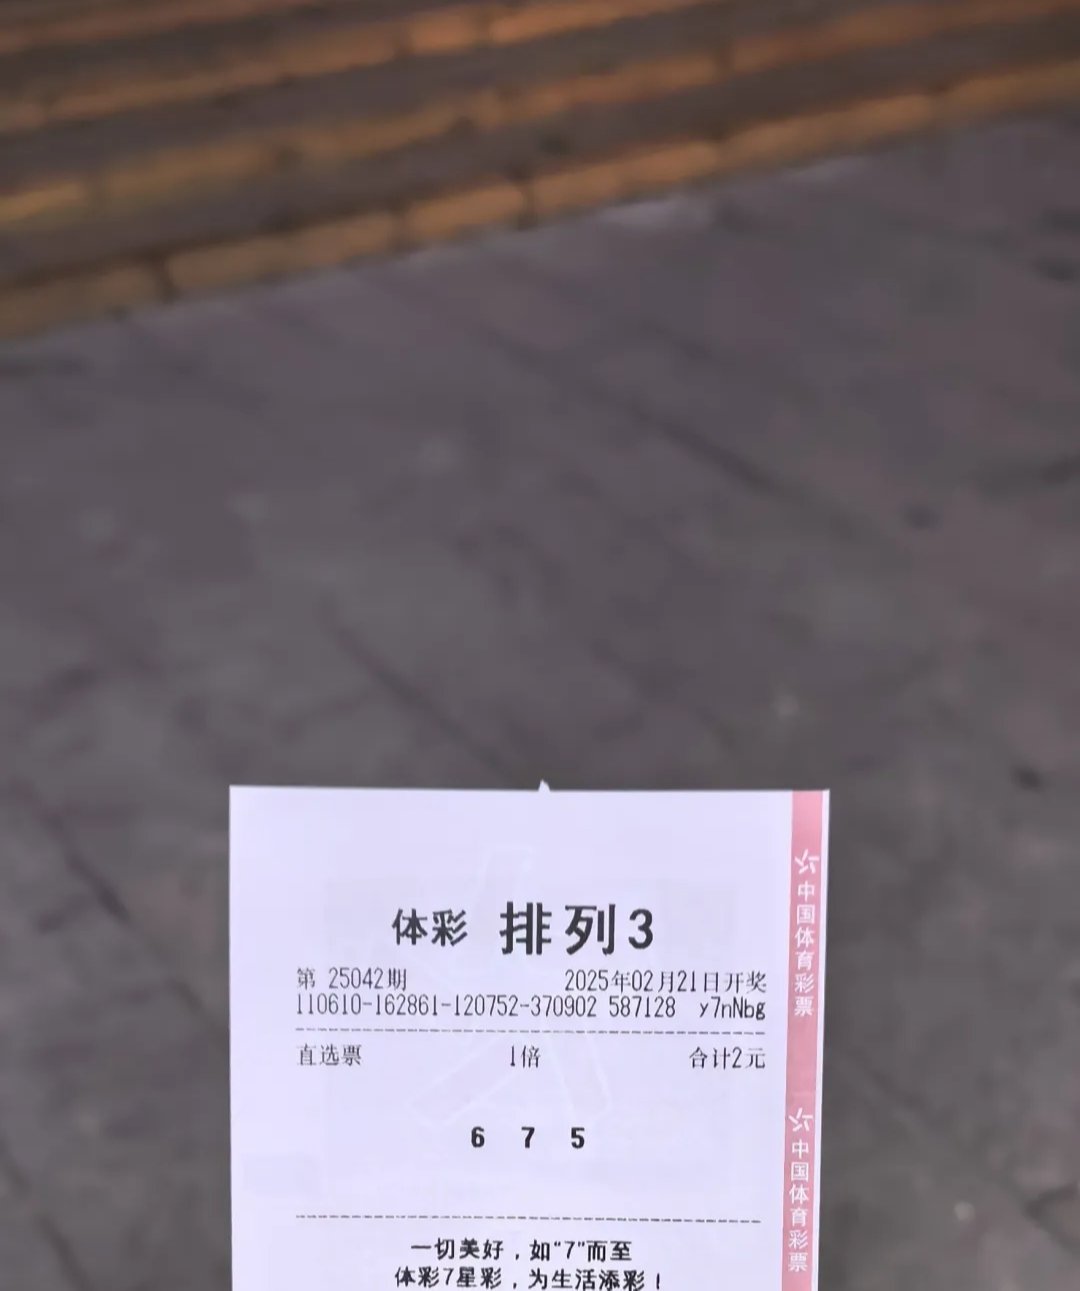 体彩 排列3
第 25042期 2025年02月21日开奖
110610-162861-120752-370902 587128 y7nNbg
直选票 1倍 合计2元
6 7 5
一切美好，如“7”而至
体彩7星彩，为生活添彩！
中国体育彩票
中国体育彩票